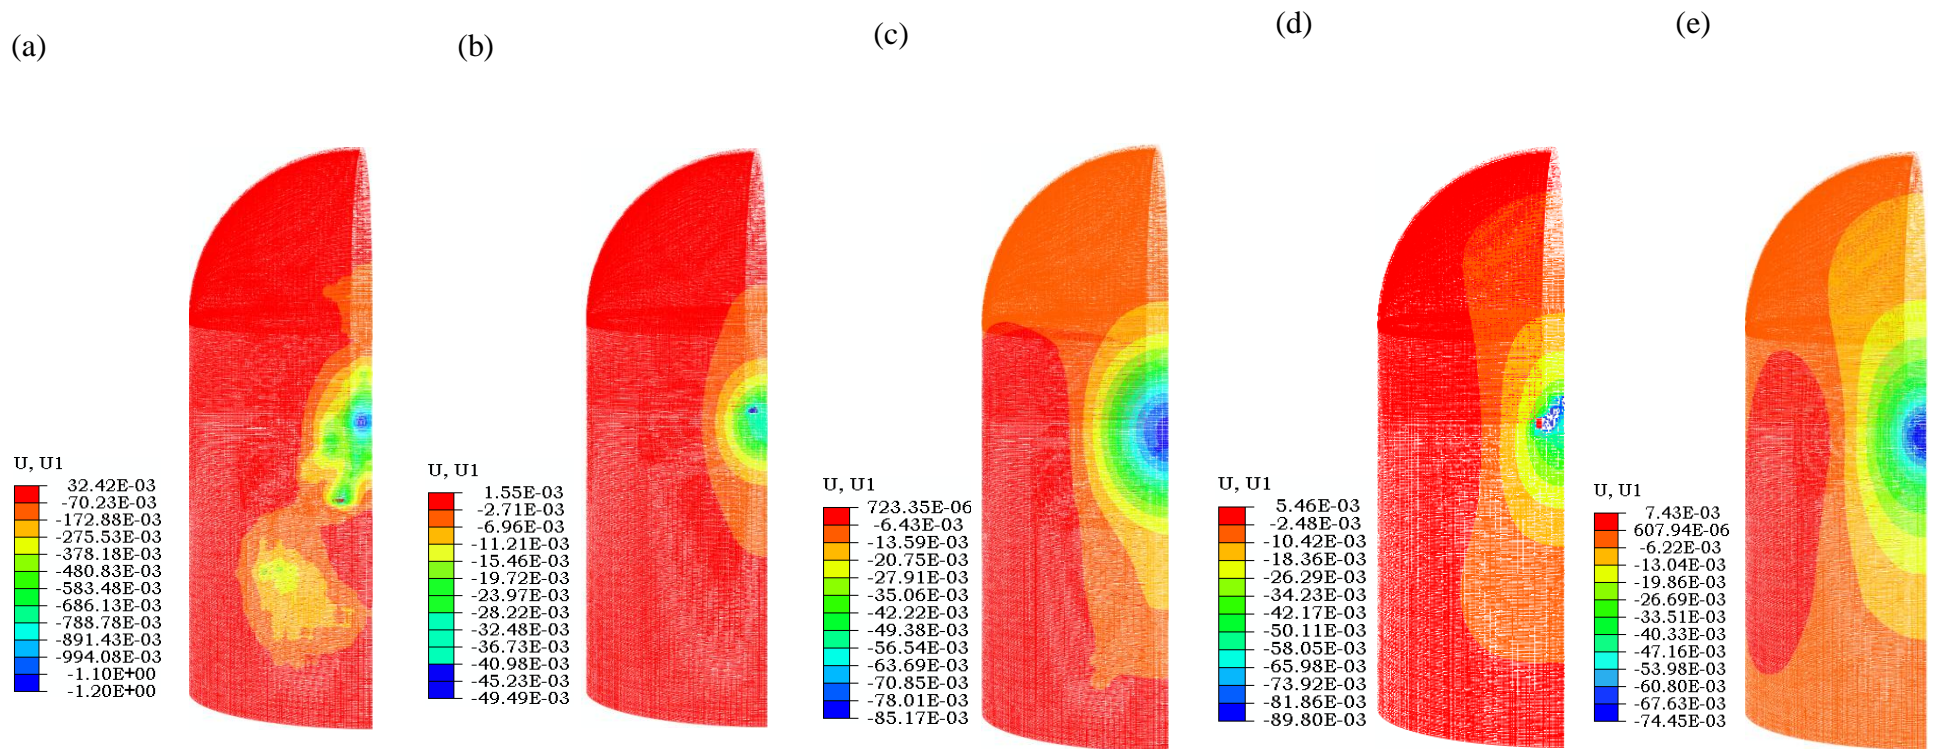 (a)
(b)
(c)
(d)
(e)
U, U1
32.42E-03
-70.23E-03
-172.88E-03
-275.53E-03
-378.18E-03
-480.83E-03
-583.48E-03
-686.13E-03
-788.78E-03
-891.43E-03
-994.08E-03
-1.10E+00
-1.20E+00
U, U1
1.55E-03
-2.71E-03
-6.96E-03
-11.21E-03
-15.46E-03
-19.72E-03
-23.97E-03
-28.22E-03
-32.48E-03
-36.73E-03
-40.98E-03
-45.23E-03
-49.49E-03
U, U1
723.35E-06
-6.43E-03
-13.59E-03
-20.75E-03
-27.91E-03
-35.06E-03
-42.22E-03
-49.38E-03
-56.54E-03
-63.69E-03
-70.85E-03
-78.01E-03
-85.17E-03
U, U1
5.46E-03
-2.48E-03
-10.42E-03
-18.36E-03
-26.29E-03
-34.23E-03
-42.17E-03
-50.11E-03
-58.05E-03
-65.98E-03
-73.92E-03
-81.86E-03
-89.80E-03
U, U1
7.43E-03
607.94E-06
-6.22E-03
-13.04E-03
-19.86E-03
-26.69E-03
-33.51E-03
-40.33E-03
-47.16E-03
-53.98E-03
-60.80E-03
-67.63E-03
-74.45E-03